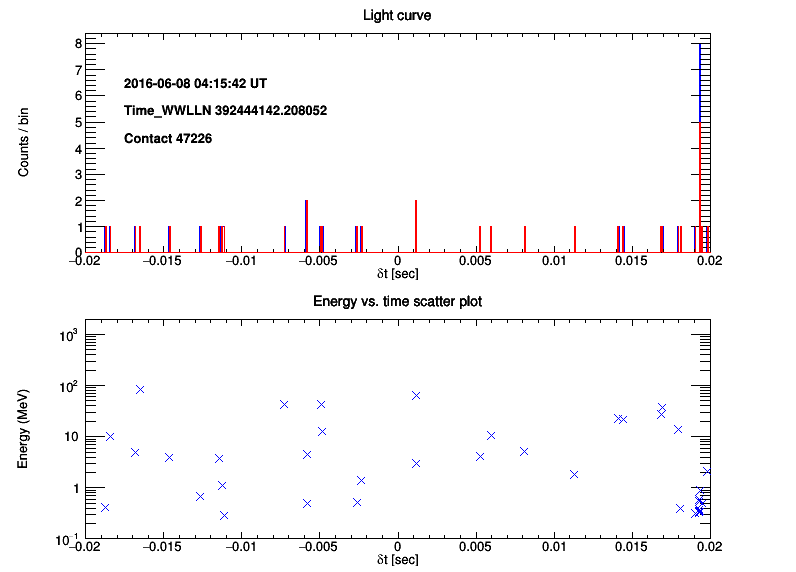 Light curve
8
7
6
5
4
3
2
1
0
Counts / bin
2016-06-08 04:15:42 UT
Time_WWLLN 392444142.208052
Contact 47226
−0.02 −0.015 −0.01 −0.005 0 0.005 0.01 0.015 0.02
δt [sec]
Energy vs. time scatter plot
10³
10²
10
1
10⁻¹
Energy (MeV)
−0.02 −0.015 −0.01 −0.005 0 0.005 0.01 0.015 0.02
δt [sec]